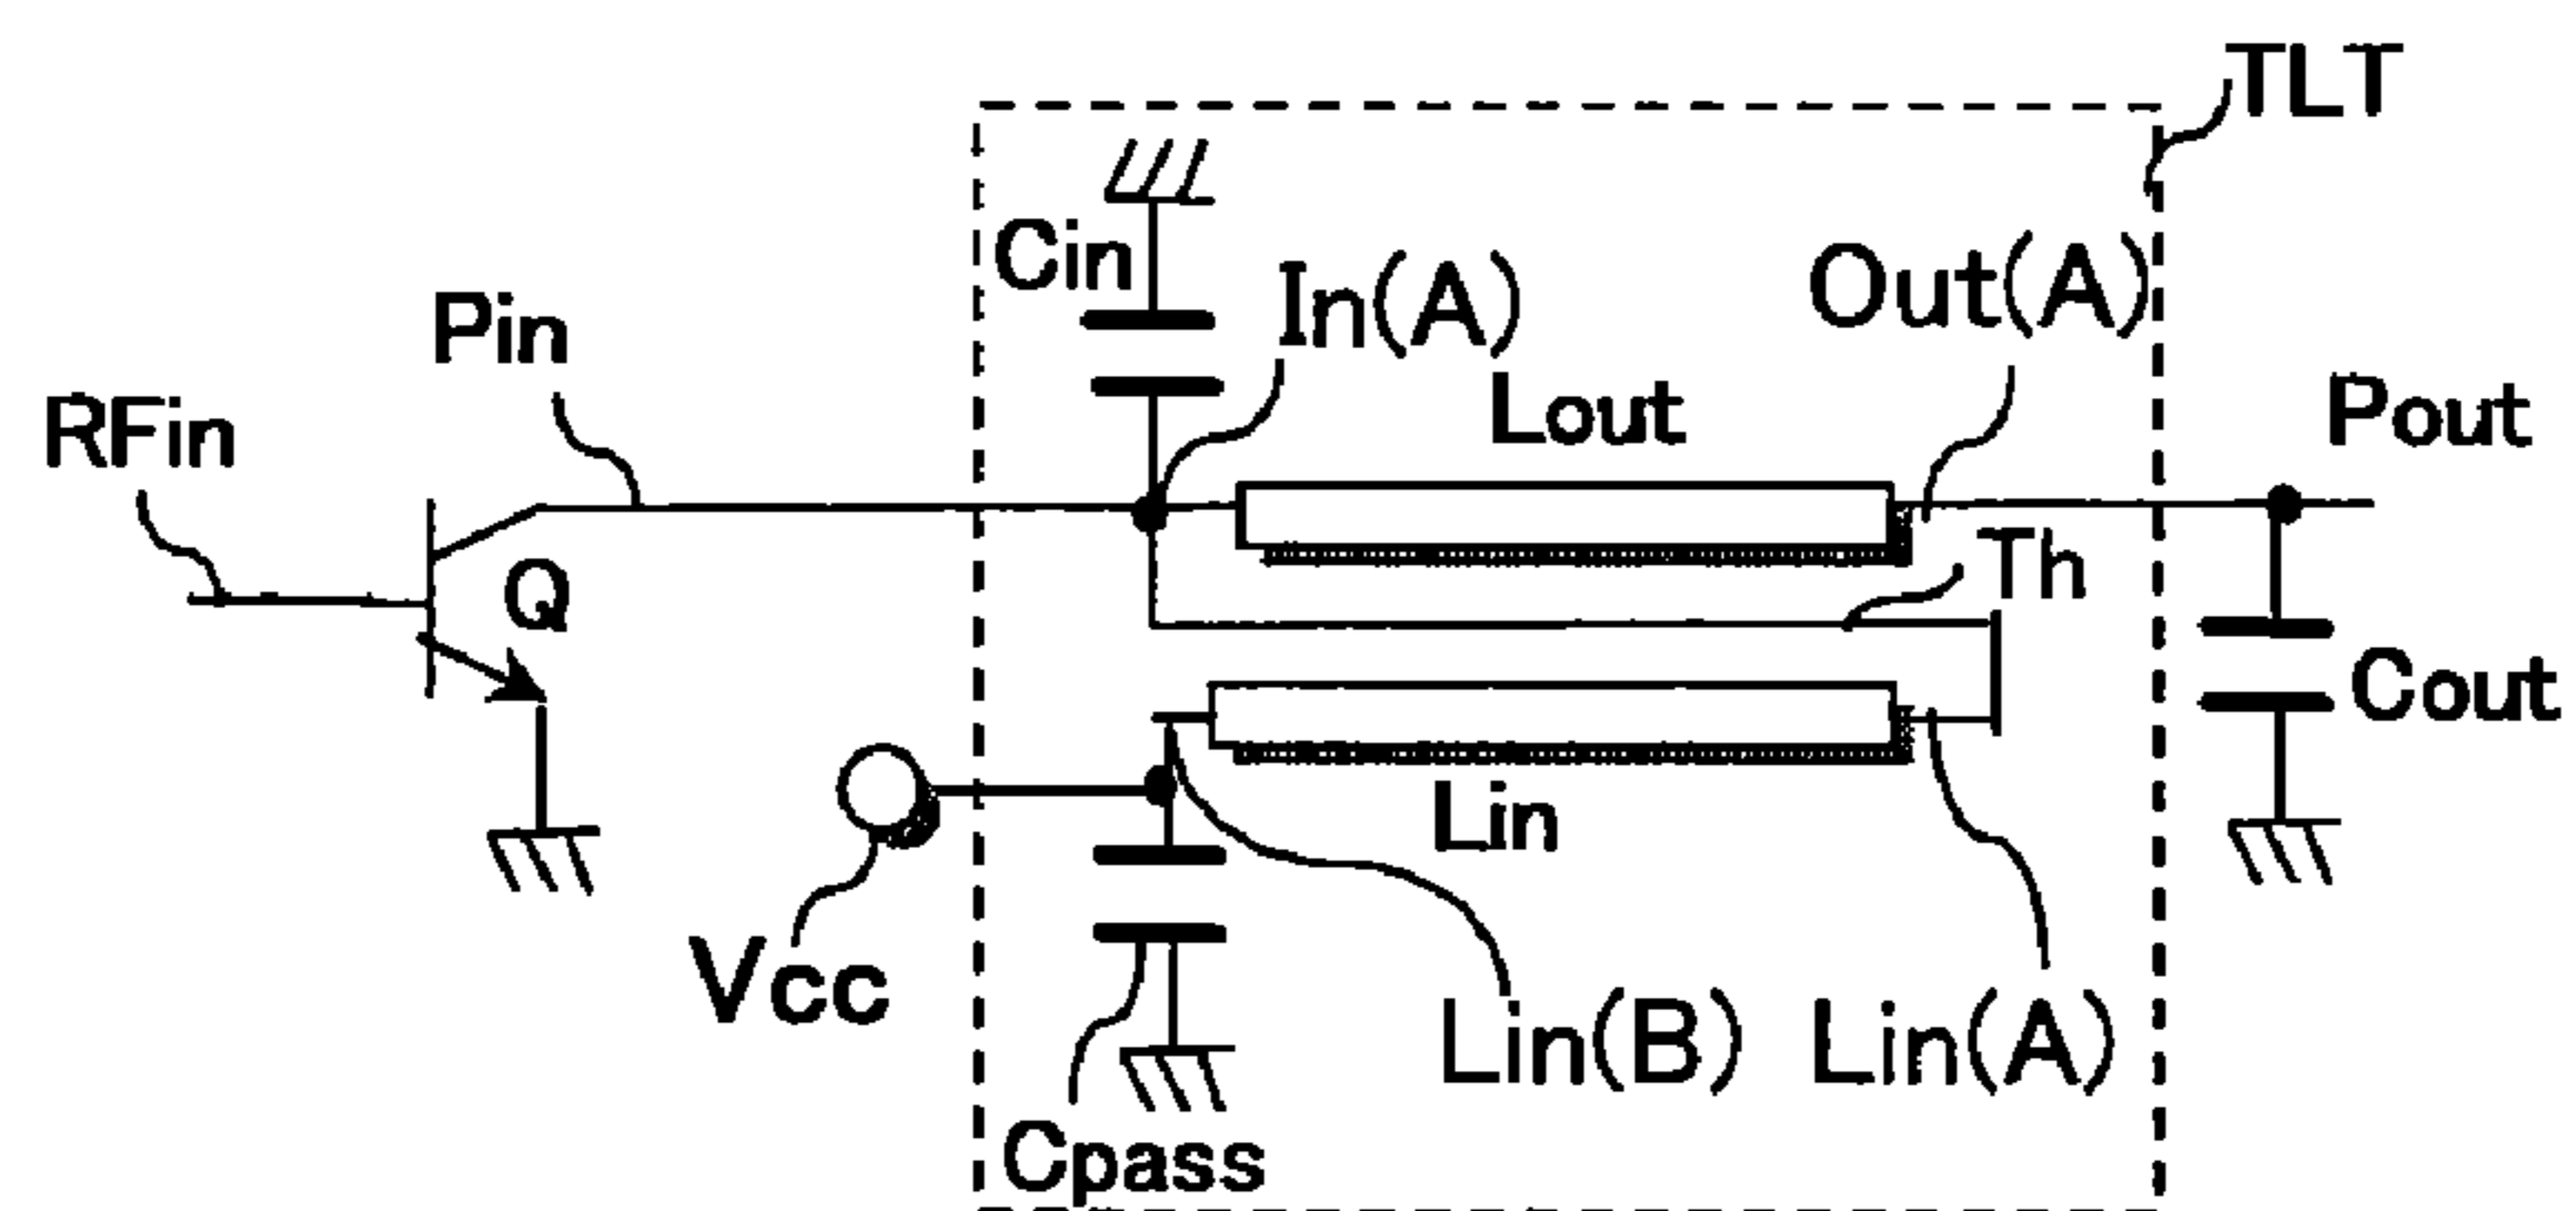 TLT
Cin
In(A)
Out(A)
Pin
Lout
Pout
RFin
Th
Q
Cout
Lin
Vcc
Lin(B)
Lin(A)
Cpass